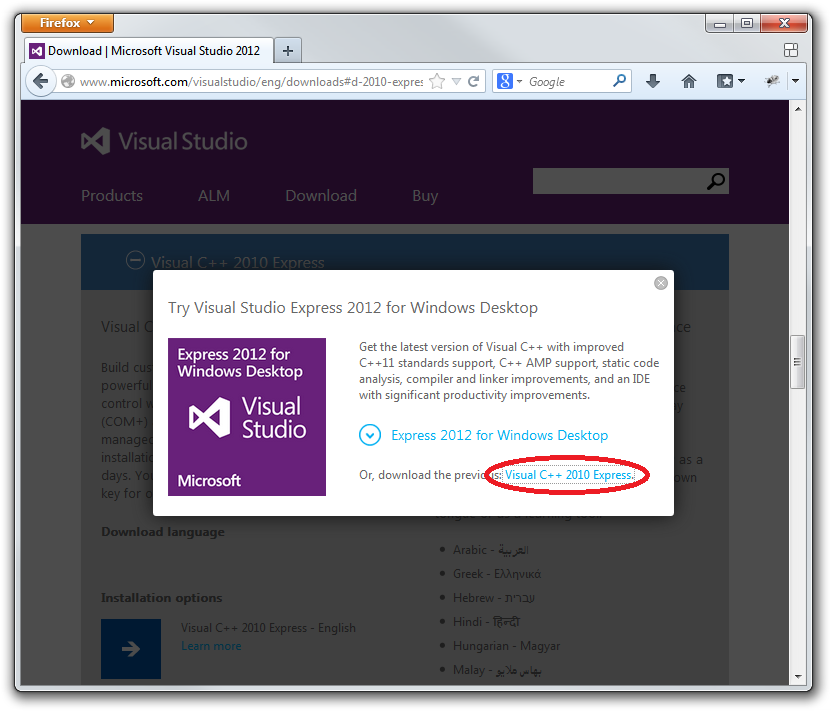 Firefox
Download | Microsoft Visual Studio 2012
www.microsoft.com/visualstudio/eng/downloads#d-2010-expres
Google
Visual Studio
Products ALM Download Buy
Visual C++ 2010 Express
Try Visual Studio Express 2012 for Windows Desktop
Express 2012 for
Windows Desktop
Visual
Studio
Microsoft
Get the latest version of Visual C++ with improved
C++11 standards support, C++ AMP support, static code
analysis, compiler and linker improvements, and an IDE
with significant productivity improvements.
Express 2012 for Windows Desktop
Or, download the previous: Visual C++ 2010 Express.
Visual C
Build cus
powerful
control w
(COM+)
managed
installatio
days. You
key for o
Download language
Installation options
Visual C++ 2010 Express - English
Learn more
Arabic - العربية
Greek - Ελληνικά
Hebrew - עברית
Hindi - हिन्दी
Hungarian - Magyar
Malay - بهاس ملايو